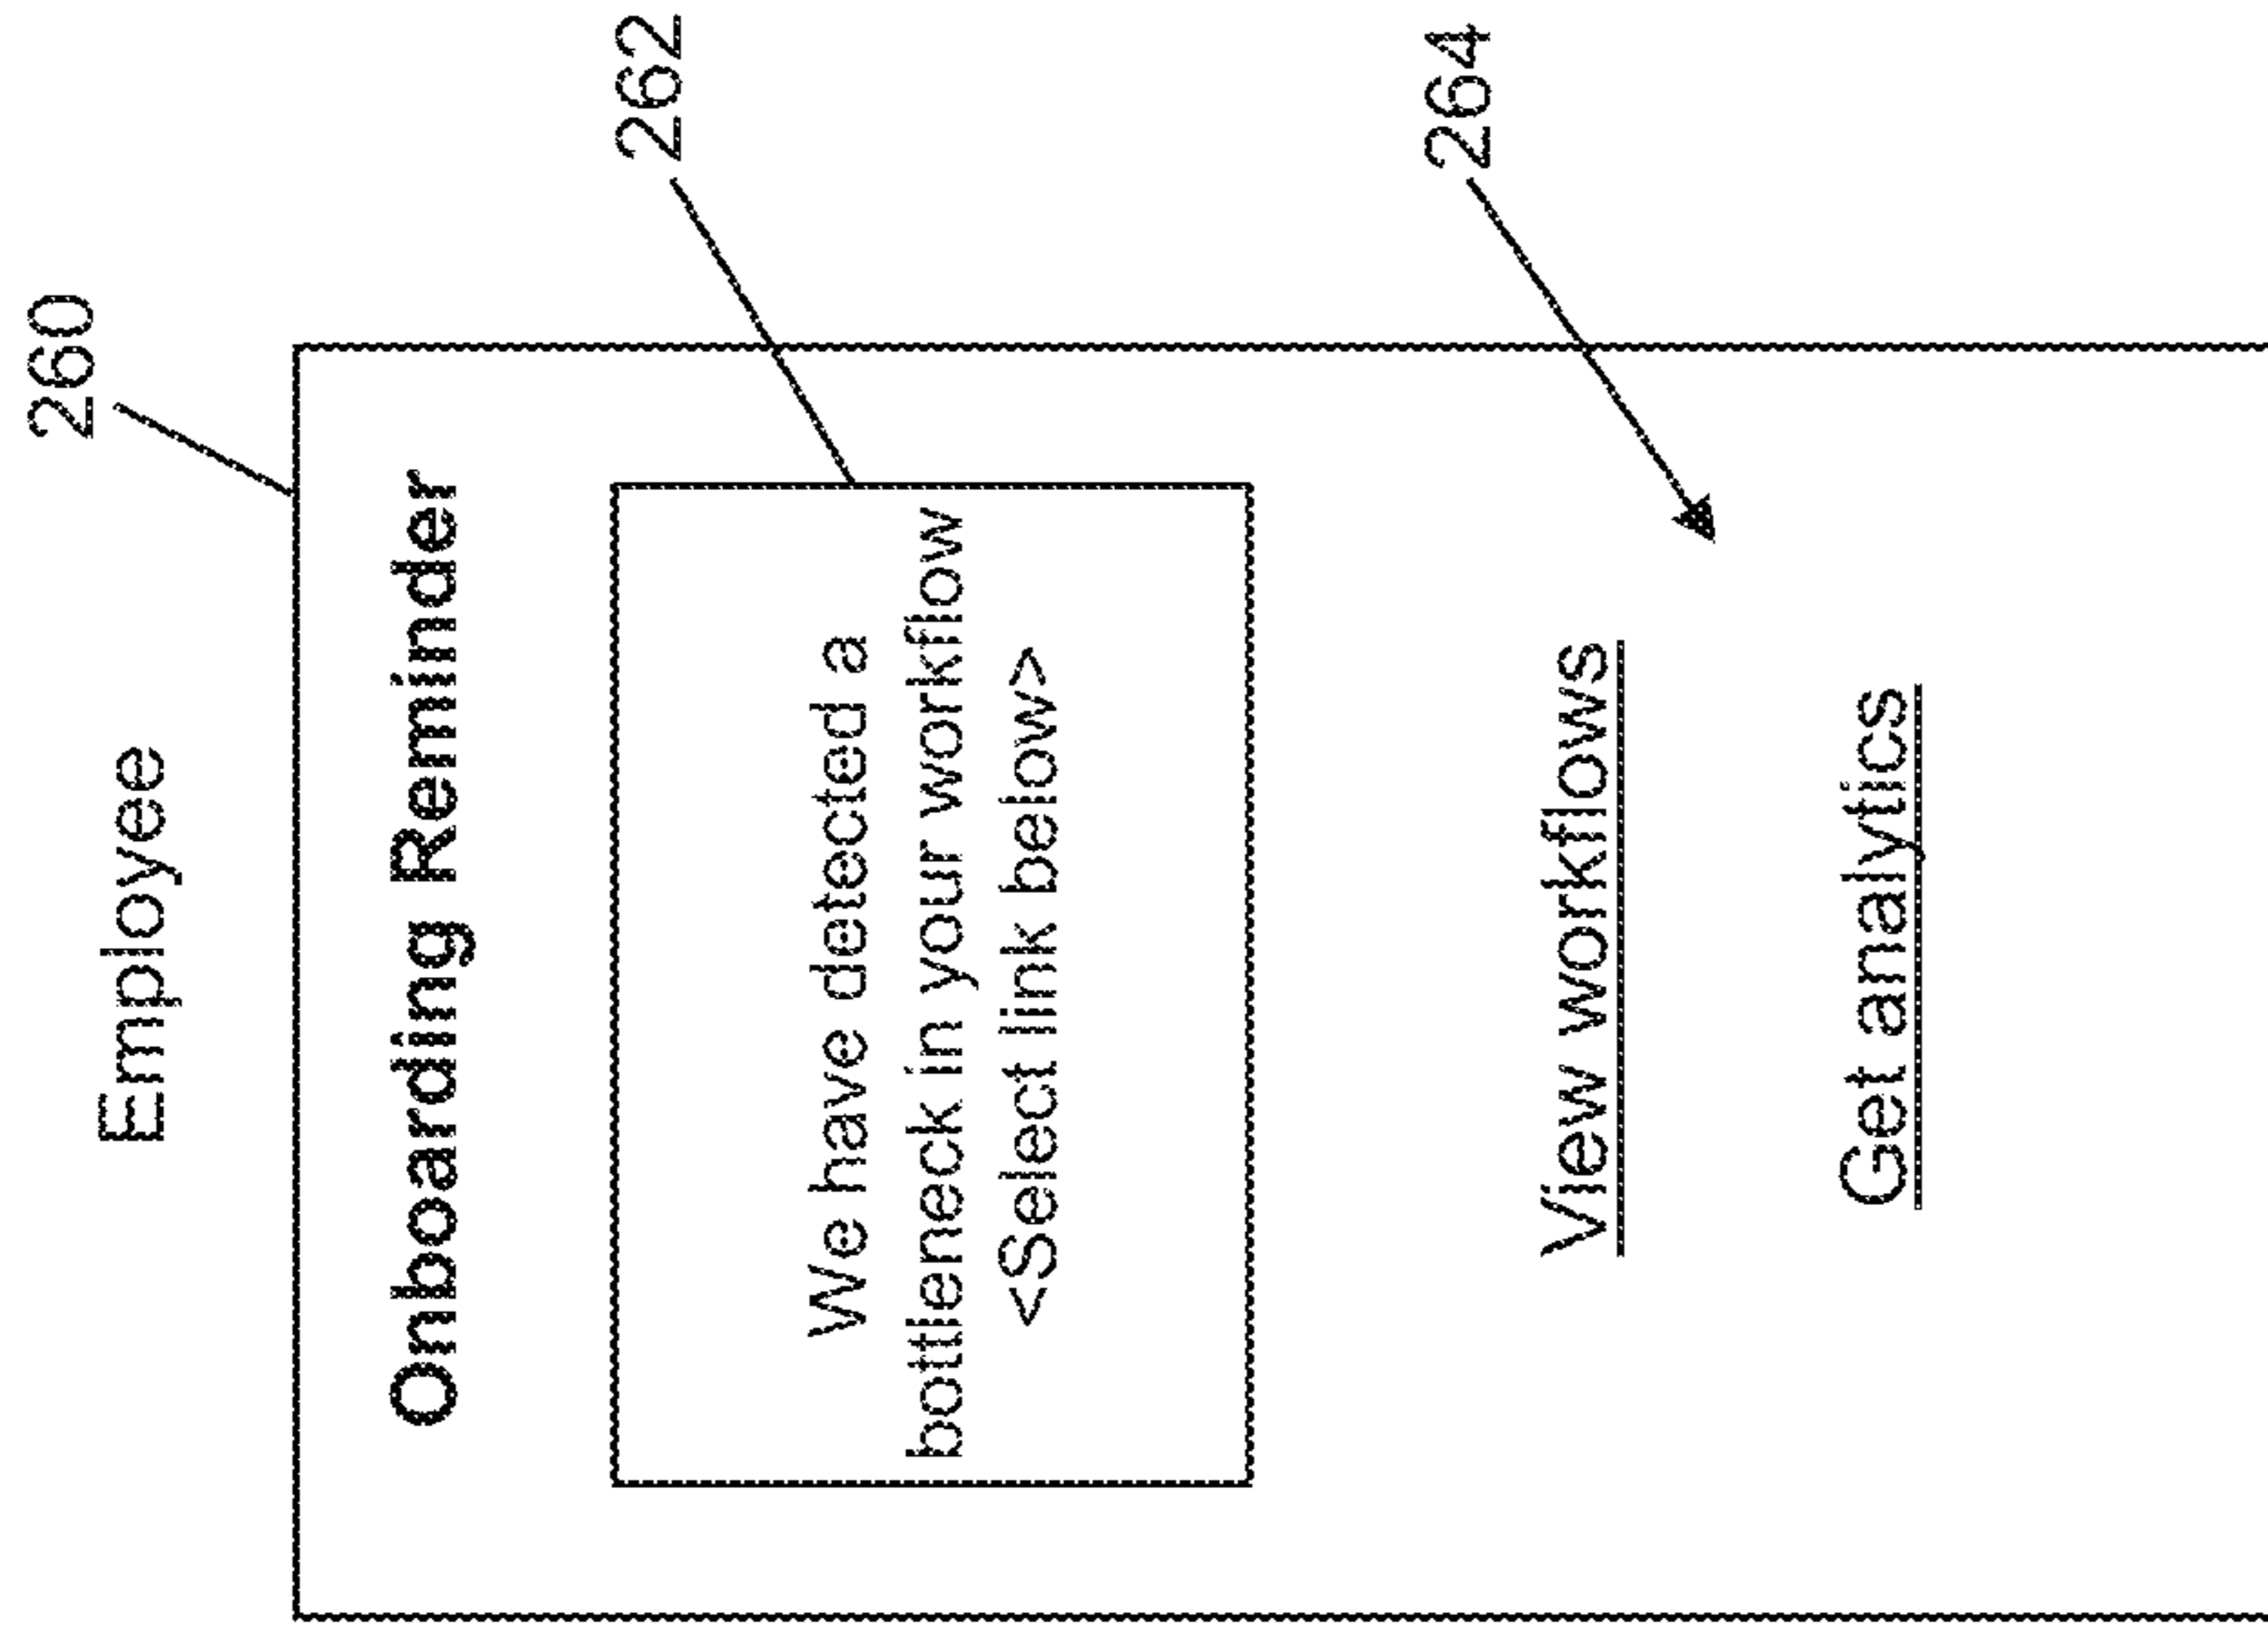 Employee
260
Onboarding Reminder
262
We have detected a
bottleneck in your workflow
<Select link below>
264
View workflows
Get analytics